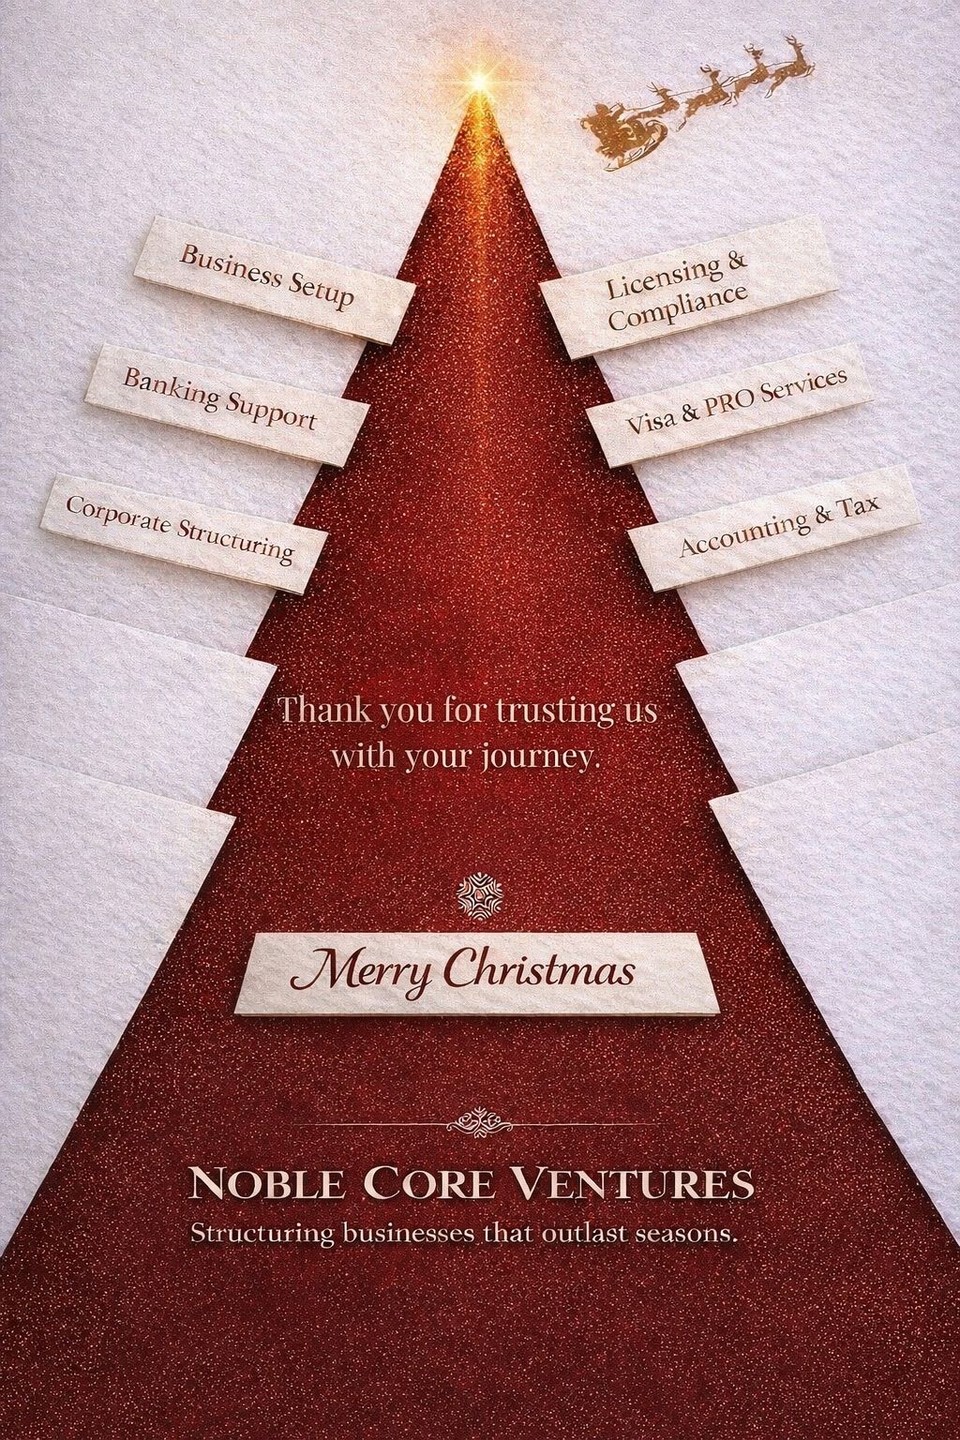 Business Setup
Licensing &
Compliance
Banking Support
Visa & PRO Services
Corporate Structuring
Accounting & Tax
Thank you for trusting us
with your journey.
Merry Christmas
NOBLE CORE VENTURES
Structuring businesses that outlast seasons.